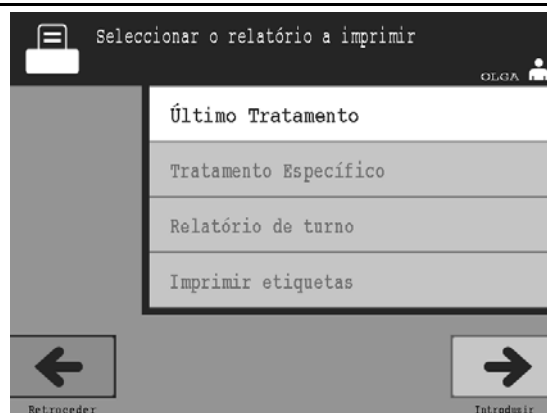 Seleccionar o relatório a imprimir
OLGA
Último Tratamento
Tratamento Específico
Relatório de turno
Imprimir etiquetas
Retroceder
Introduzir